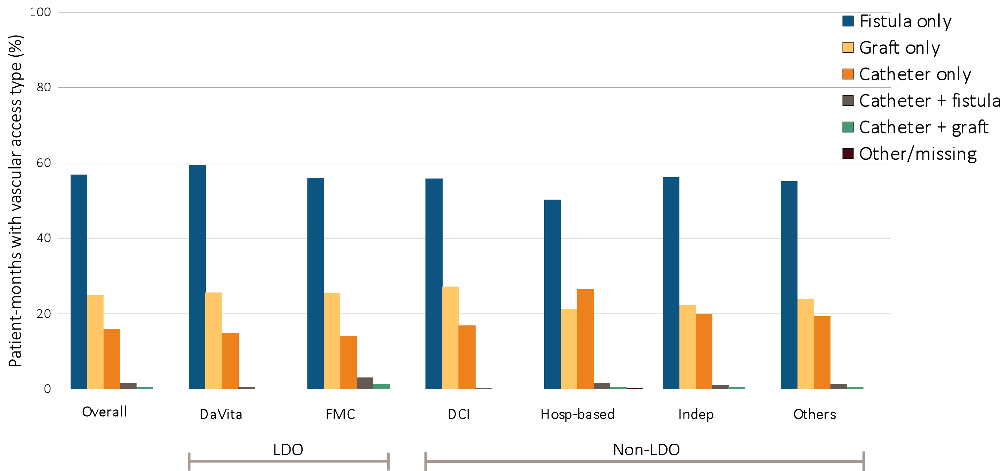 Patient-months with vascular access type (%)
100
80
60
40
20
0
Fistula only
Graft only
Catheter only
Catheter + fistula
Catheter + graft
Other/missing
Overall
DaVita
FMC
DCI
Hosp-based
Indep
Others
LDO
Non-LDO